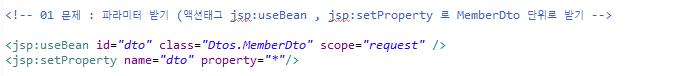 <!-- 01 문제 : 파라미터 받기 (액션태그 jsp:useBean , jsp:setProperty 로 MemberDto 단위로 받기 -->
<jsp:useBean id="dto" class="Dtos.MemberDto" scope="request" />
<jsp:setProperty name="dto" property="*"/>